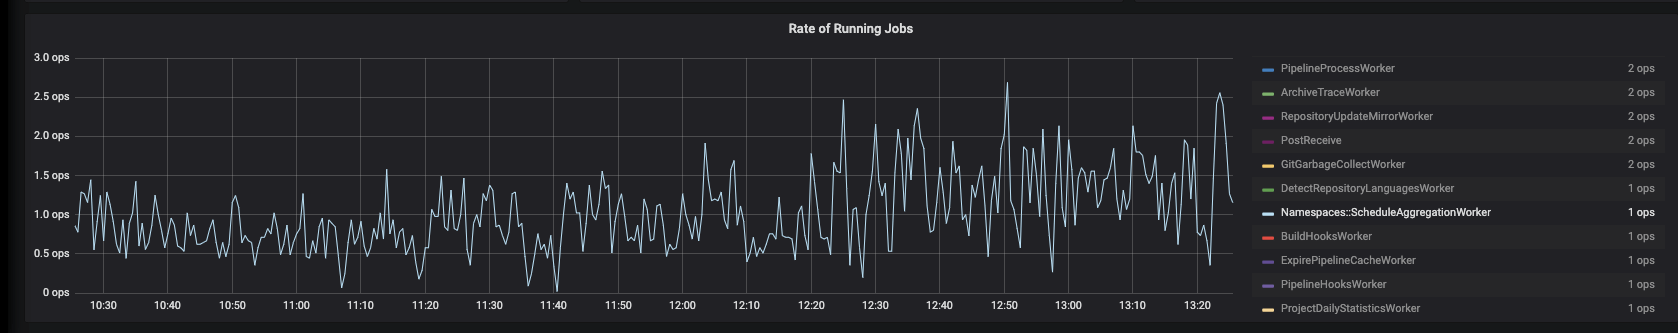 Rate of Running Jobs
3.0 ops
2.5 ops
2.0 ops
1.5 ops
1.0 ops
0.5 ops
0 ops
10:30 10:40 10:50 11:00 11:10 11:20 11:30 11:40 11:50 12:00 12:10 12:20 12:30 12:40 12:50 13:00 13:10 13:20
PipelineProcessWorker 2 ops
ArchiveTraceWorker 2 ops
RepositoryUpdateMirrorWorker 2 ops
PostReceive 2 ops
GitGarbageCollectWorker 2 ops
DetectRepositoryLanguagesWorker 1 ops
Namespaces::ScheduleAggregationWorker 1 ops
BuildHooksWorker 1 ops
ExpirePipelineCacheWorker 1 ops
PipelineHooksWorker 1 ops
ProjectDailyStatisticsWorker 1 ops